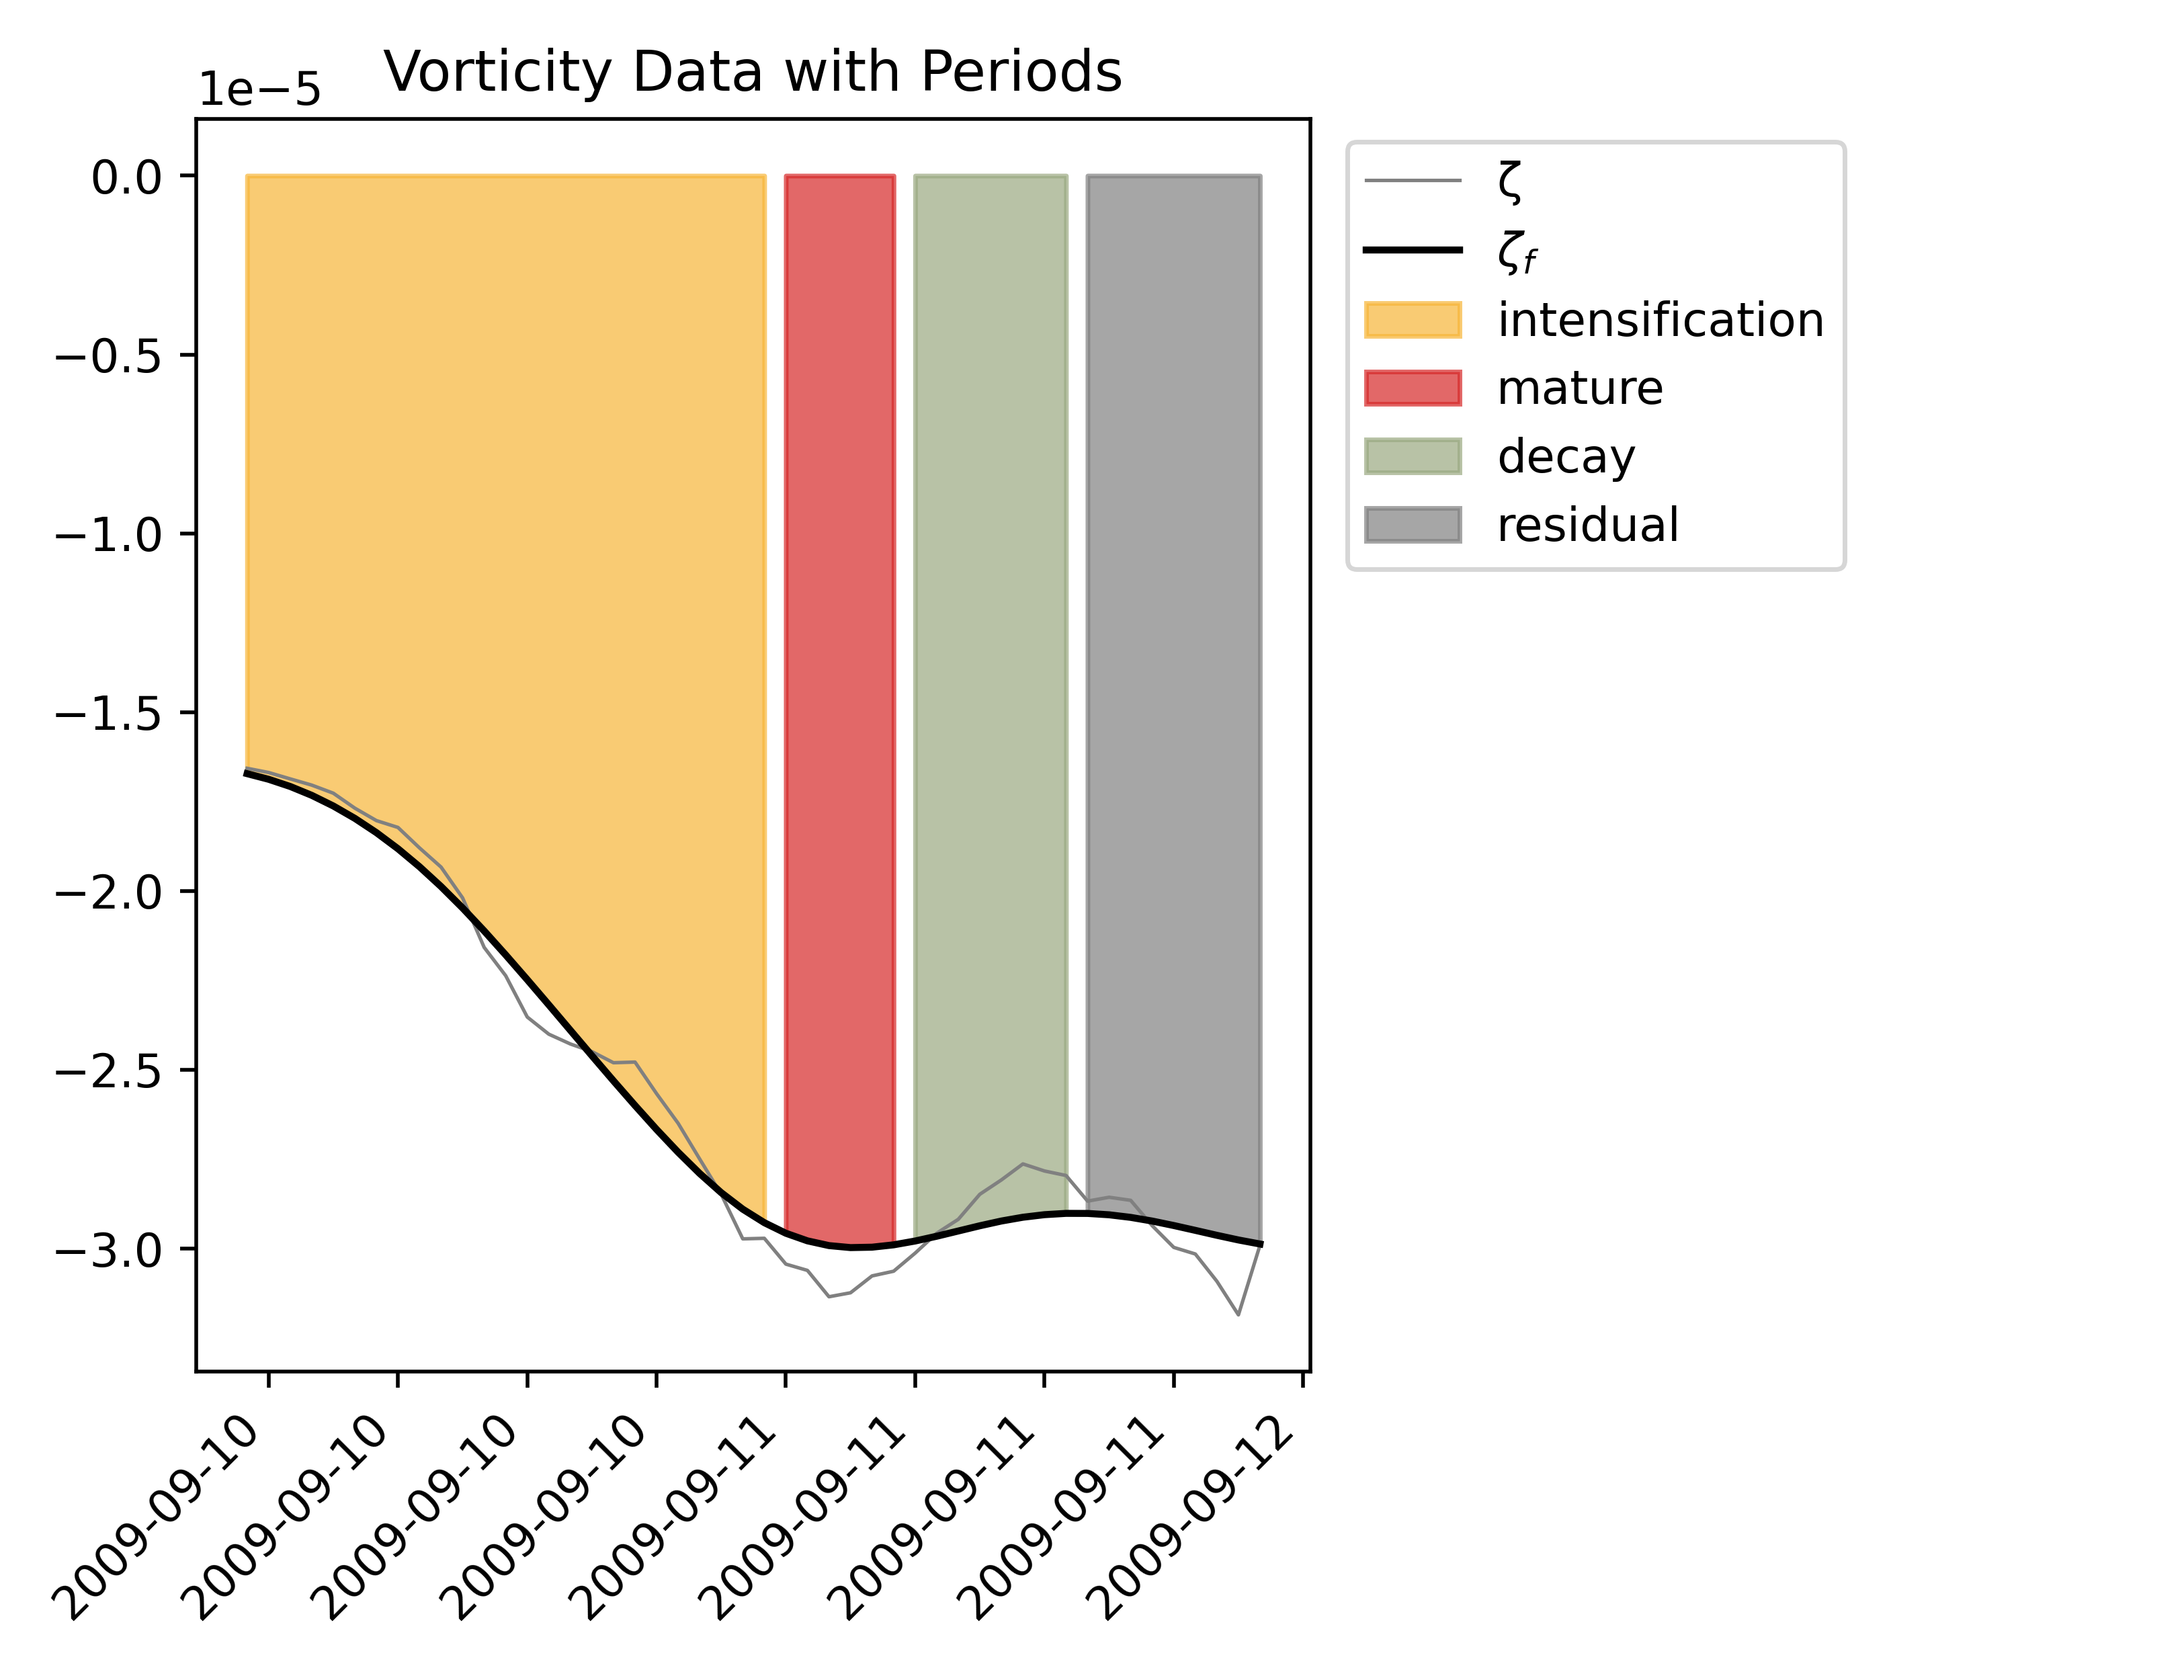 Vorticity Data with Periods
1e−5
0.0
−0.5
−1.0
−1.5
−2.0
−2.5
−3.0
2009-09-10
2009-09-10
2009-09-10
2009-09-10
2009-09-11
2009-09-11
2009-09-11
2009-09-11
2009-09-12
ζ
ζf
intensification
mature
decay
residual